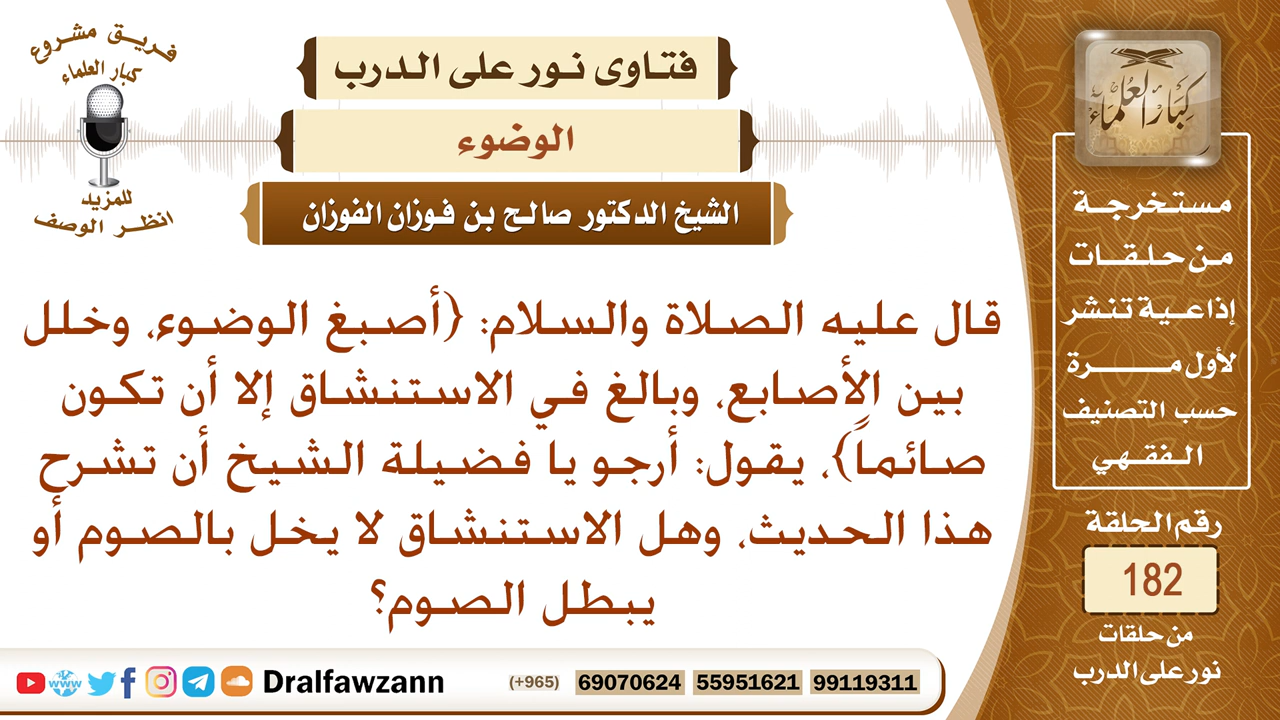 فريق مشروع
كبار العلماء
للمزيد
انظر الوصف
فتاوى نور على الدرب
الوضوء
الشيخ الدكتور صالح بن فوزان الفوزان
قال عليه الصلاة والسلام: {أصبغ الوضوء، وخلل
بين الأصابع، وبالغ في الاستنشاق إلا أن تكون
صائماً}، يقول: أرجو يا فضيلة الشيخ أن تشرح
هذا الحديث، وهل الاستنشاق لا يخل بالصوم أو
يبطل الصوم؟
كبار العلماء
مستخرجة
من حلقات
إذاعية تنشر
لأول مرة
حسب التصنيف
الفقهي
رقم الحلقة
182
من حلقات
نور على الدرب
www Dralfawzann (+965) 69070624 55951621 99119311